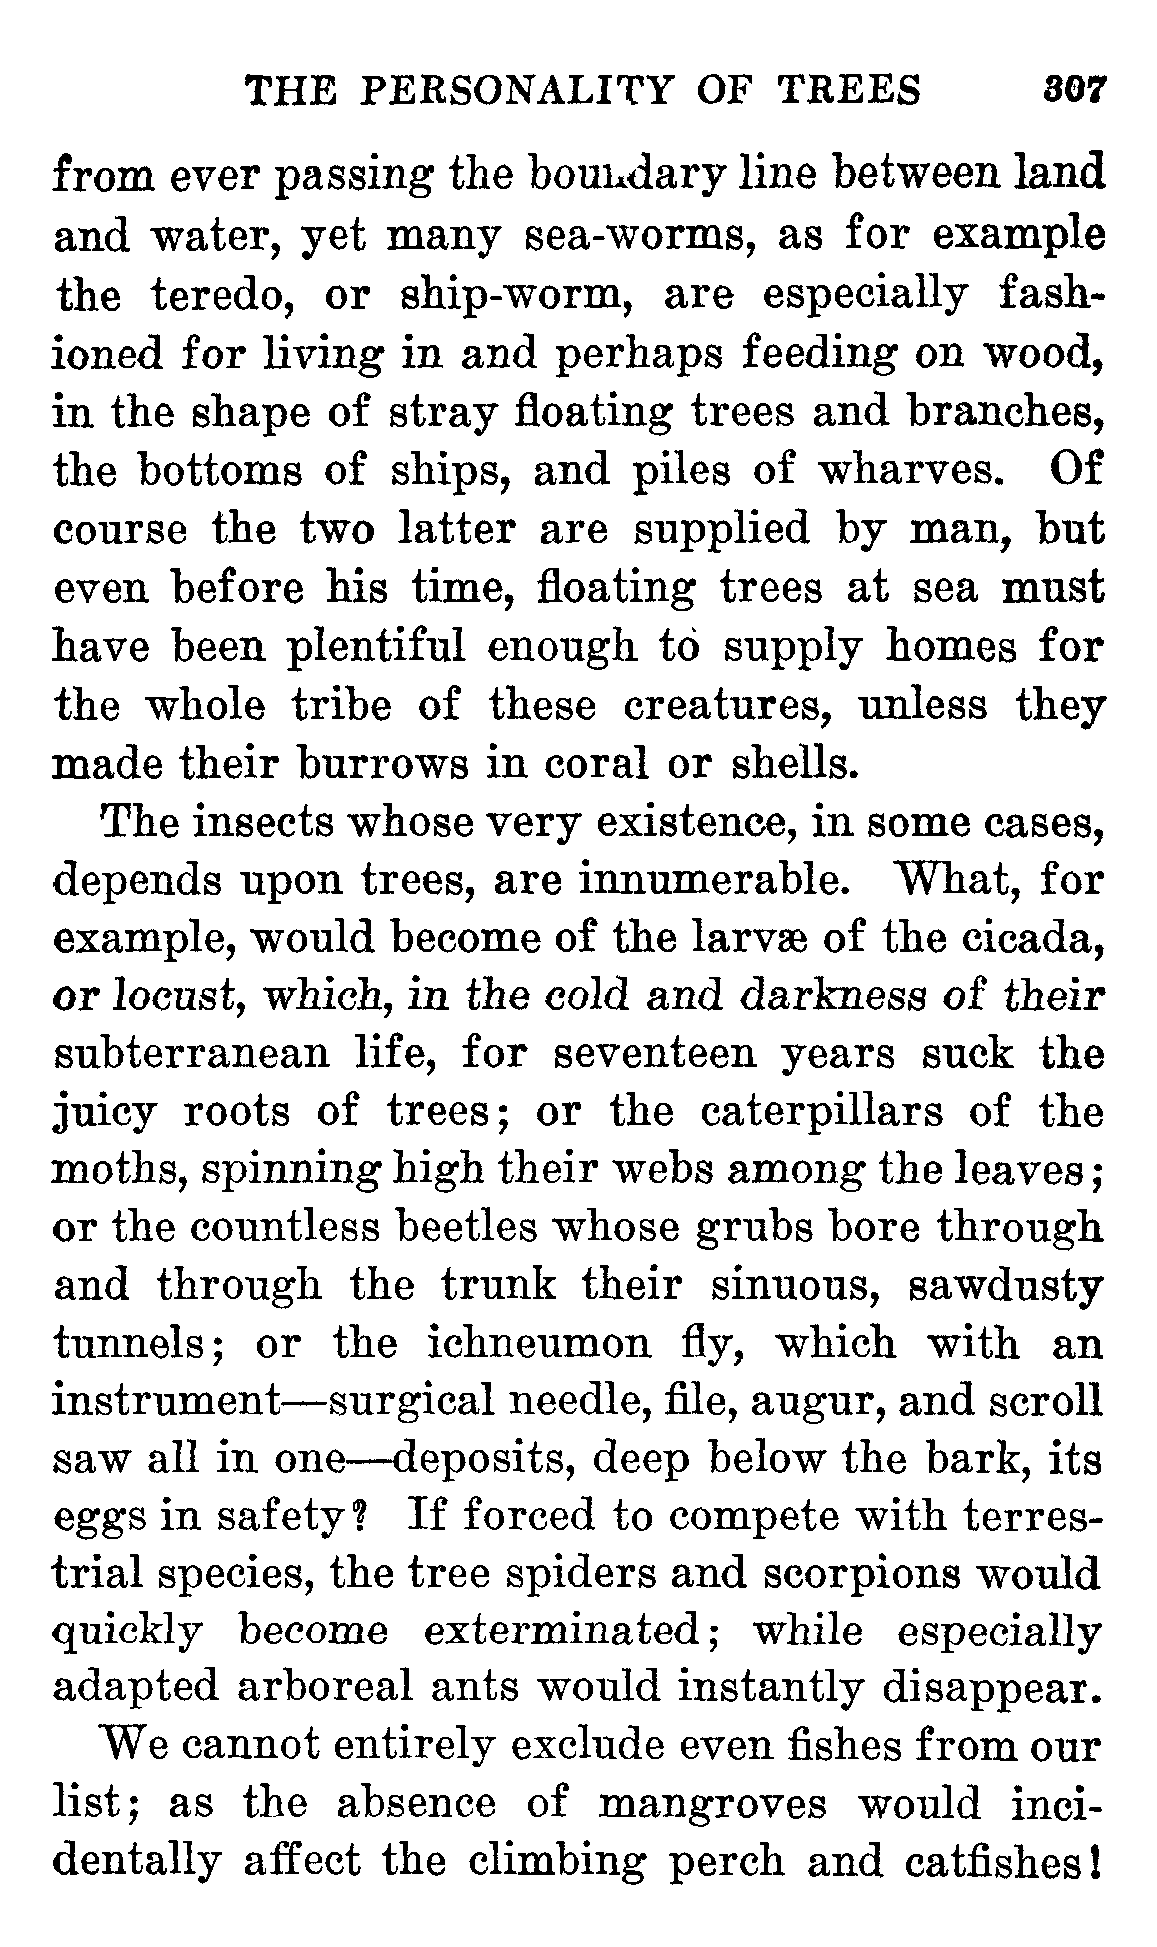 THE PERSONALITY OF TREES 307
from ever passing the boundary line between land
and water, yet many sea-worms, as for example
the teredo, or ship-worm, are especially fash-
ioned for living in and perhaps feeding on wood,
in the shape of stray floating trees and branches,
the bottoms of ships, and piles of wharves. Of
course the two latter are supplied by man, but
even before his time, floating trees at sea must
have been plentiful enough to supply homes for
the whole tribe of these creatures, unless they
made their burrows in coral or shells.
The insects whose very existence, in some cases,
depends upon trees, are innumerable. What, for
example, would become of the larvæ of the cicada,
or locust, which, in the cold and darkness of their
subterranean life, for seventeen years suck the
juicy roots of trees; or the caterpillars of the
moths, spinning high their webs among the leaves;
or the countless beetles whose grubs bore through
and through the trunk their sinuous, sawdusty
tunnels; or the ichneumon fly, which with an
instrument—surgical needle, file, augur, and scroll
saw all in one—deposits, deep below the bark, its
eggs in safety? If forced to compete with terres-
trial species, the tree spiders and scorpions would
quickly become exterminated; while especially
adapted arboreal ants would instantly disappear.
We cannot entirely exclude even fishes from our
list; as the absence of mangroves would inci-
dentally affect the climbing perch and catfishes!